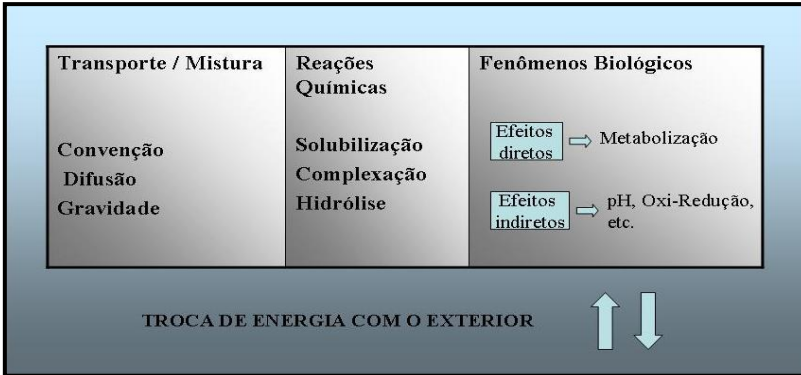 Transporte / Mistura
Convenção
Difusão
Gravidade
Reações
Químicas
Solubilização
Complexação
Hidrólise
Fenômenos Biológicos
Efeitos
diretos
Metabolização
Efeitos
indiretos
pH, Oxi-Redução,
etc.
TROCA DE ENERGIA COM O EXTERIOR